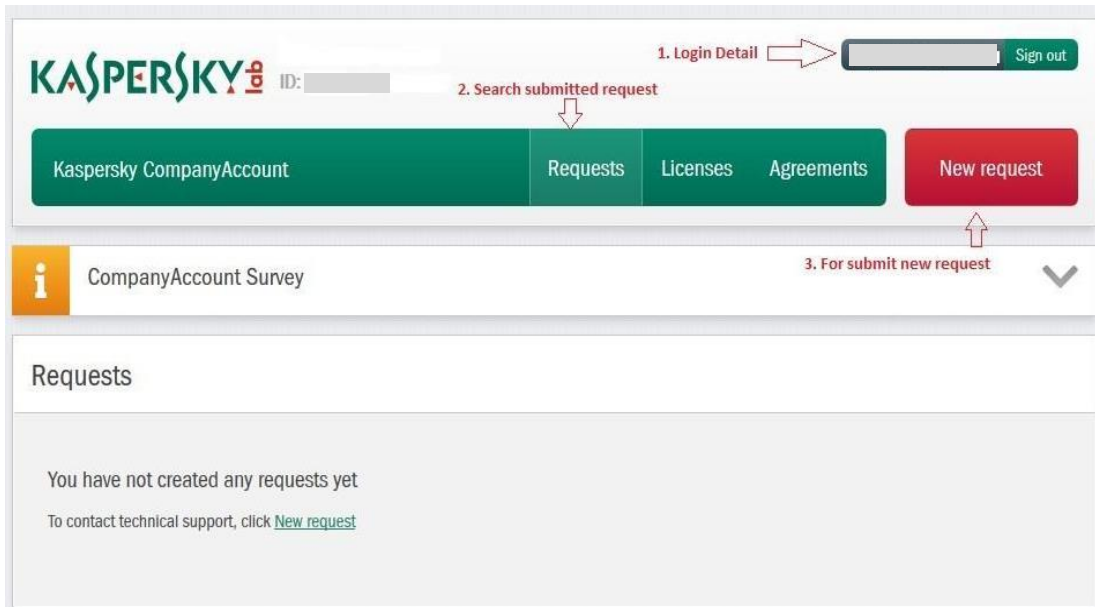 KASPERSKY lab
ID:
1. Login Detail
Sign out
2. Search submitted request
Kaspersky CompanyAccount
Requests
Licenses
Agreements
New request
3. For submit new request
i
CompanyAccount Survey
Requests
You have not created any requests yet
To contact technical support, click New request